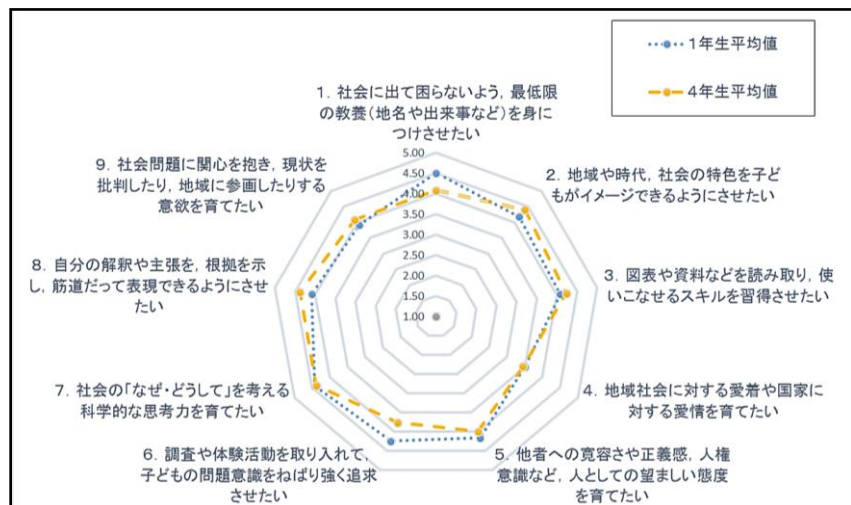 1年生平均値
4年生平均値
1. 社会に出て困らないよう,最低限
の教養(地名や出来事など)を身に
つけさせたい
2. 地域や時代,社会の特色を子ど
もがイメージできるようにさせたい
3. 図表や資料などを読み取り,使
いこなせるスキルを習得させたい
4. 地域社会に対する愛着や国家に
対する愛情を育てたい
5. 他者への寛容さや正義感,人権
意識など,人としての望ましい態度
を育てたい
6. 調査や体験活動を取り入れて,
子どもの問題意識をねばり強く追求
させたい
7. 社会の「なぜ・どうして」を考える
科学的な思考力を育てたい
8. 自分の解釈や主張を,根拠を示
し,筋道だって表現できるようにさせ
たい
9. 社会問題に関心を抱き,現状を
批判したり,地域に参画したりする
意欲を育てたい
5.00
4.50
4.00
3.50
3.00
2.50
2.00
1.50
1.00